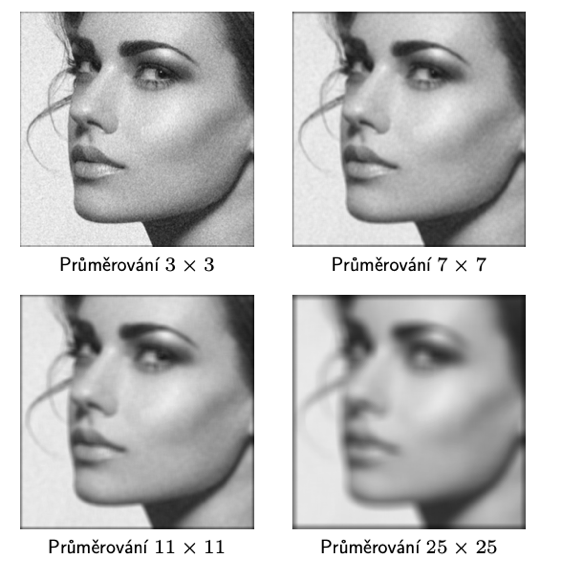 Průměrování 3 × 3
Průměrování 7 × 7
Průměrování 11 × 11
Průměrování 25 × 25